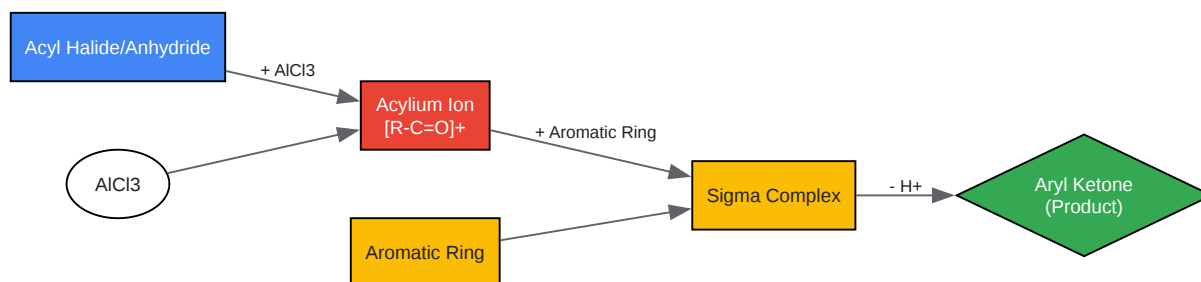 Acyl Halide/Anhydride
+ AlCl3
Acylium Ion
[R-C=O]+
+ Aromatic Ring
AlCl3
Sigma Complex
- H+
Aryl Ketone
(Product)
Aromatic Ring